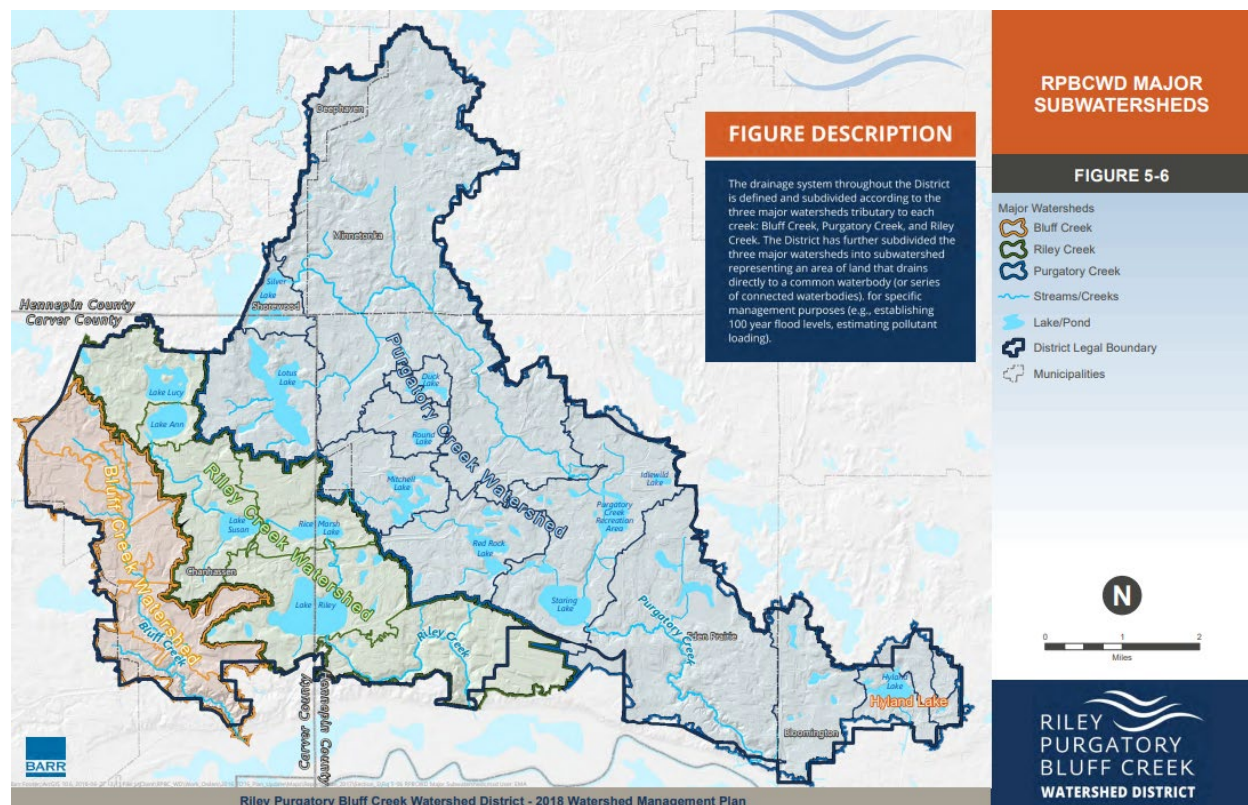 Deephaven
Minnetonka
Silver
Lake
Shorewood
Hennepin County
Carver County
Lotus
Lake
Duck
Lake
Lake Lucy
Lake Ann
Round
Lake
Purgatory Creek Watershed
Mitchell
Lake
Idlewild
Lake
Purgatory
Creek
Recreation
Area
Riley Creek Watershed
Bluff Creek Watershed
Lake
Susan
Rice Marsh
Lake
Red Rock
Lake
Chanhassen
Lake Riley
Staring
Lake
Riley Creek
Purgatory Creek
Eden Prairie
Bluff Creek
Hyland
Lake
Hyland Lake
Bloomington
Carver County
Hennepin County
FIGURE DESCRIPTION
The drainage system throughout the District
is defined and subdivided according to the
three major watersheds tributary to each
creek: Bluff Creek, Purgatory Creek, and Riley
Creek. The District has further subdivided the
three major watersheds into subwatershed
representing an area of land that drains
directly to a common waterbody (or series
of connected waterbodies). for specific
management purposes (e.g., establishing
100 year flood levels, estimating pollutant
loading).
RPBCWD MAJOR
SUBWATERSHEDS
FIGURE 5-6
Major Watersheds
Bluff Creek
Riley Creek
Purgatory Creek
Streams/Creeks
Lake/Pond
District Legal Boundary
Municipalities
N
0 1 2
Miles
RILEY
PURGATORY
BLUFF CREEK
WATERSHED DISTRICT
BARR
Riley Purgatory Bluff Creek Watershed District - 2018 Watershed Management Plan